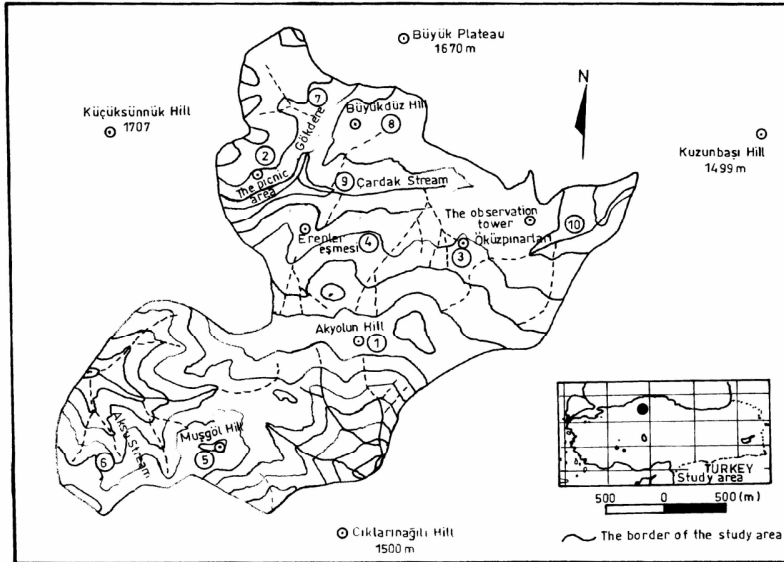 Büyük Plateau
1670 m
N
Küçüksünnük Hill
1707
7
Büyükdüz Hill
8
Gökdere
Kuzunbaşı Hill
1499 m
2
The picnic
area
9
Çardak Stream
The observation
tower
10
Erenler
eşmesi
4
Öküzpınarları
3
Akyolun Hill
1
Aksu Stream
Muşgöl Hill
6
5
TURKEY
Study area
500 0 500 (m)
The border of the study area
Cıklarınağılı Hill
1500 m